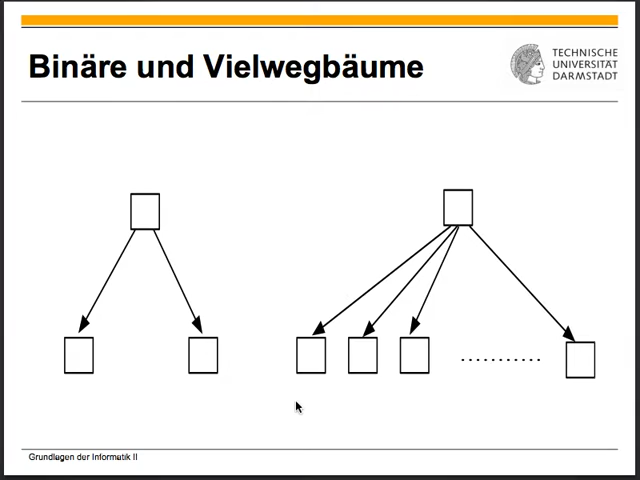 Binäre und Vielwegbäume
TECHNISCHE
UNIVERSITÄT
DARMSTADT
Grundlagen der Informatik II